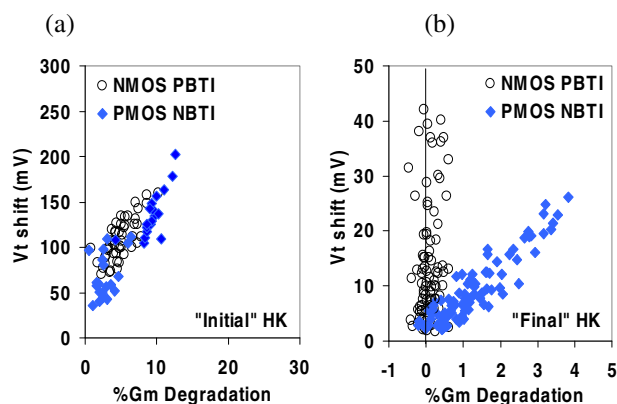 (a)
300
250
200
150
100
50
0
Vt shift (mV)
NMOS PBTI
PMOS NBTI
"Initial" HK
0 10 20 30
%Gm Degradation
(b)
50
40
30
20
10
0
Vt shift (mV)
NMOS PBTI
PMOS NBTI
"Final" HK
-1 0 1 2 3 4 5
%Gm Degradation